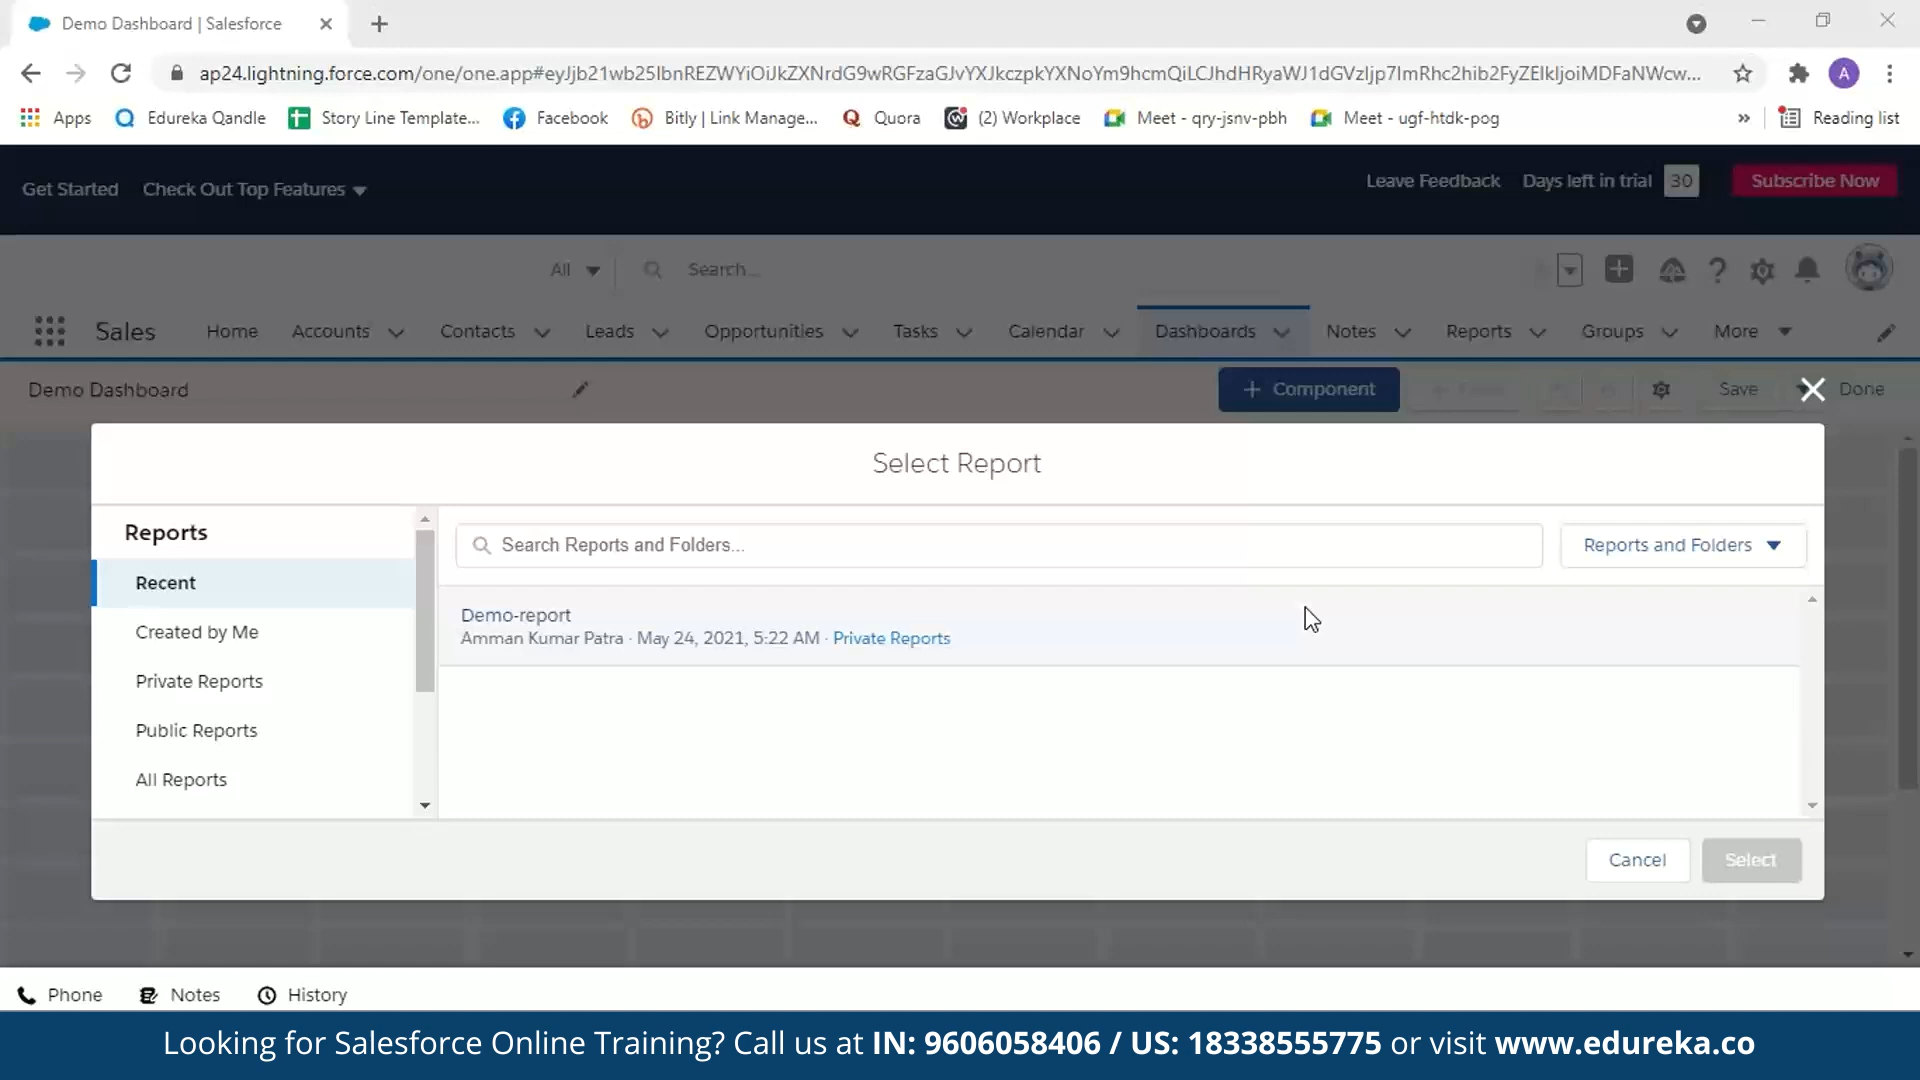 Demo Dashboard | Salesforce
ap24.lightning.force.com/one/one.app#eyJjb21wb25lbnREZWYiOiJkZXNrdG9wRGFzaGJvYXJkczpkYXNoYm9hcmQiLCJhdHRyaWJ1dGVzIjp7ImRhc2hib2FyZElkIjoiMDFaNWcw...
A
Apps
Edureka Qandle
Story Line Template...
Facebook
Bitly | Link Manage...
Quora
(2) Workplace
Meet - qry-jsnv-pbh
Meet - ugf-htdk-pog
»
Reading list
Get Started
Check Out Top Features
Leave Feedback
Days left in trial
30
Subscribe Now
All
Search...
Sales
Home
Accounts
Contacts
Leads
Opportunities
Tasks
Calendar
Dashboards
Notes
Reports
Groups
More
Demo Dashboard
+ Component
Save
Done
Select Report
Reports
Recent
Created by Me
Private Reports
Public Reports
All Reports
Search Reports and Folders...
Reports and Folders
Demo-report
Amman Kumar Patra · May 24, 2021, 5:22 AM · Private Reports
Cancel
Select
Phone
Notes
History
Looking for Salesforce Online Training? Call us at IN: 9606058406 / US: 18338555775 or visit www.edureka.co